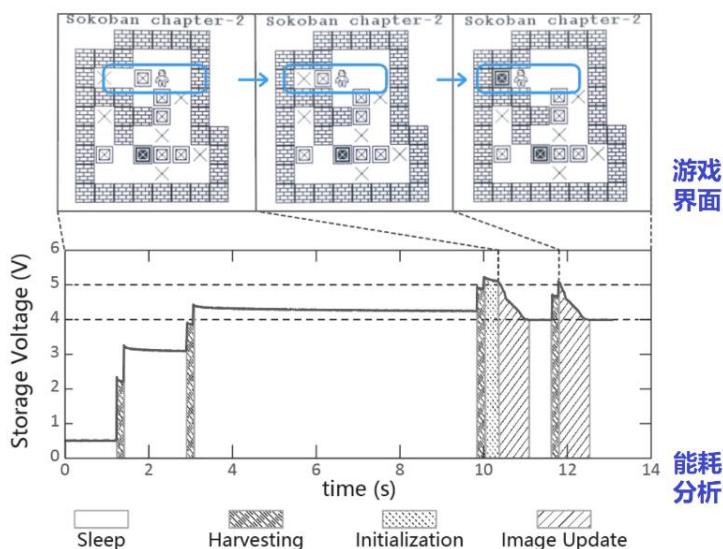 Sokoban chapter-2 Sokoban chapter-2 Sokoban chapter-2
游戏
界面
6
5
4
3
2
1
0
Storage Voltage (V)
0 2 4 6 8 10 12 14
time (s)
能耗
分析
Sleep Harvesting Initialization Image Update